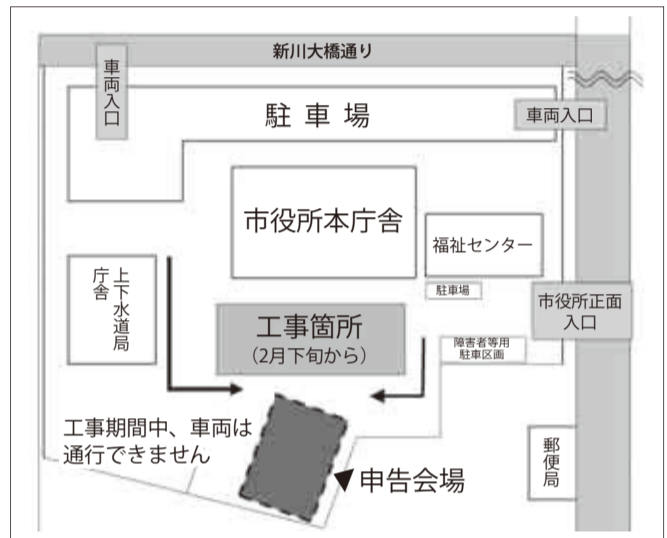 新川大橋通り
車両入口
駐車場
車両入口
市役所本庁舎
福祉センター
上下水道局
庁舎
駐車場
市役所正面
入口
工事箇所
（2月下旬から）
障害者等用
駐車区画
工事期間中、車両は
通行できません
申告会場
郵便局